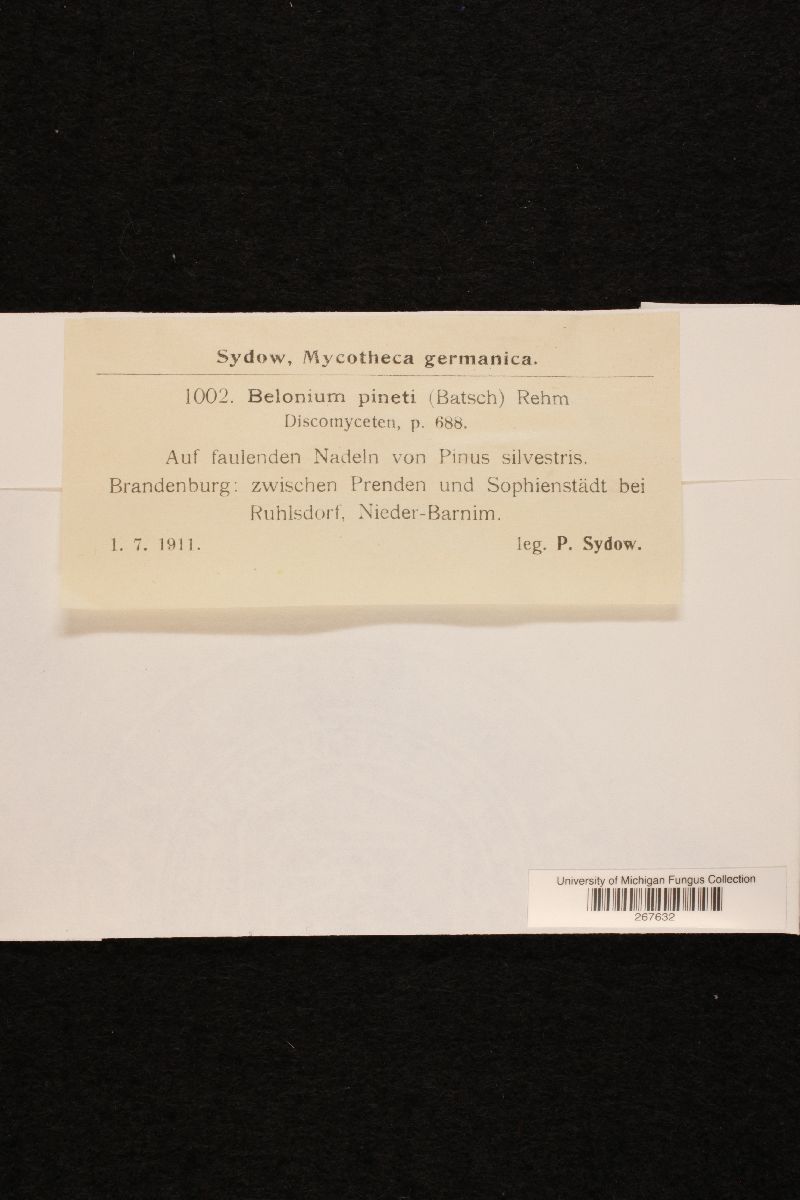 Sydow, Mycotheca germanica.
1002. Belonium pineti (Batsch) Rehm
Discomyceten, p. 688.
Auf faulenden Nadeln von Pinus silvestris.
Brandenburg: zwischen Prenden und Sophienstädt bei
Ruhlsdorf, Nieder-Barnim.
1. 7. 1911. leg. P. Sydow.
University of Michigan Fungus Collection
267632